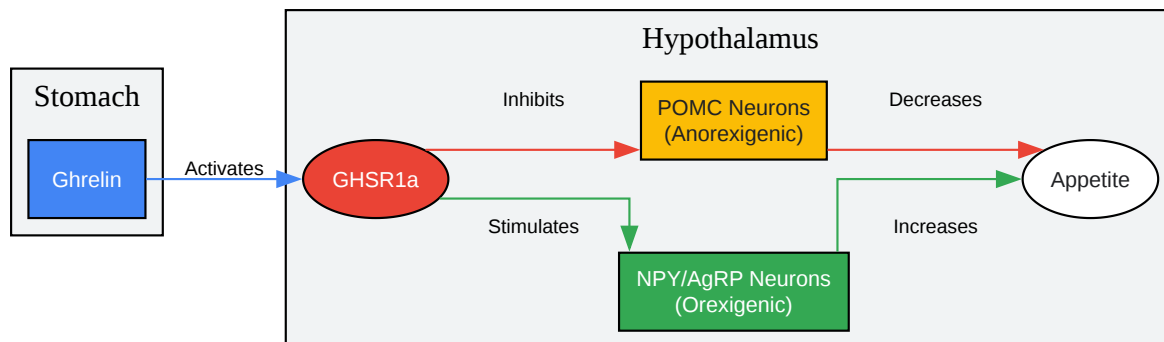 Hypothalamus
Stomach
Ghrelin
Activates
GHSR1a
Inhibits
POMC Neurons
(Anorexigenic)
Decreases
Appetite
Stimulates
NPY/AgRP Neurons
(Orexigenic)
Increases